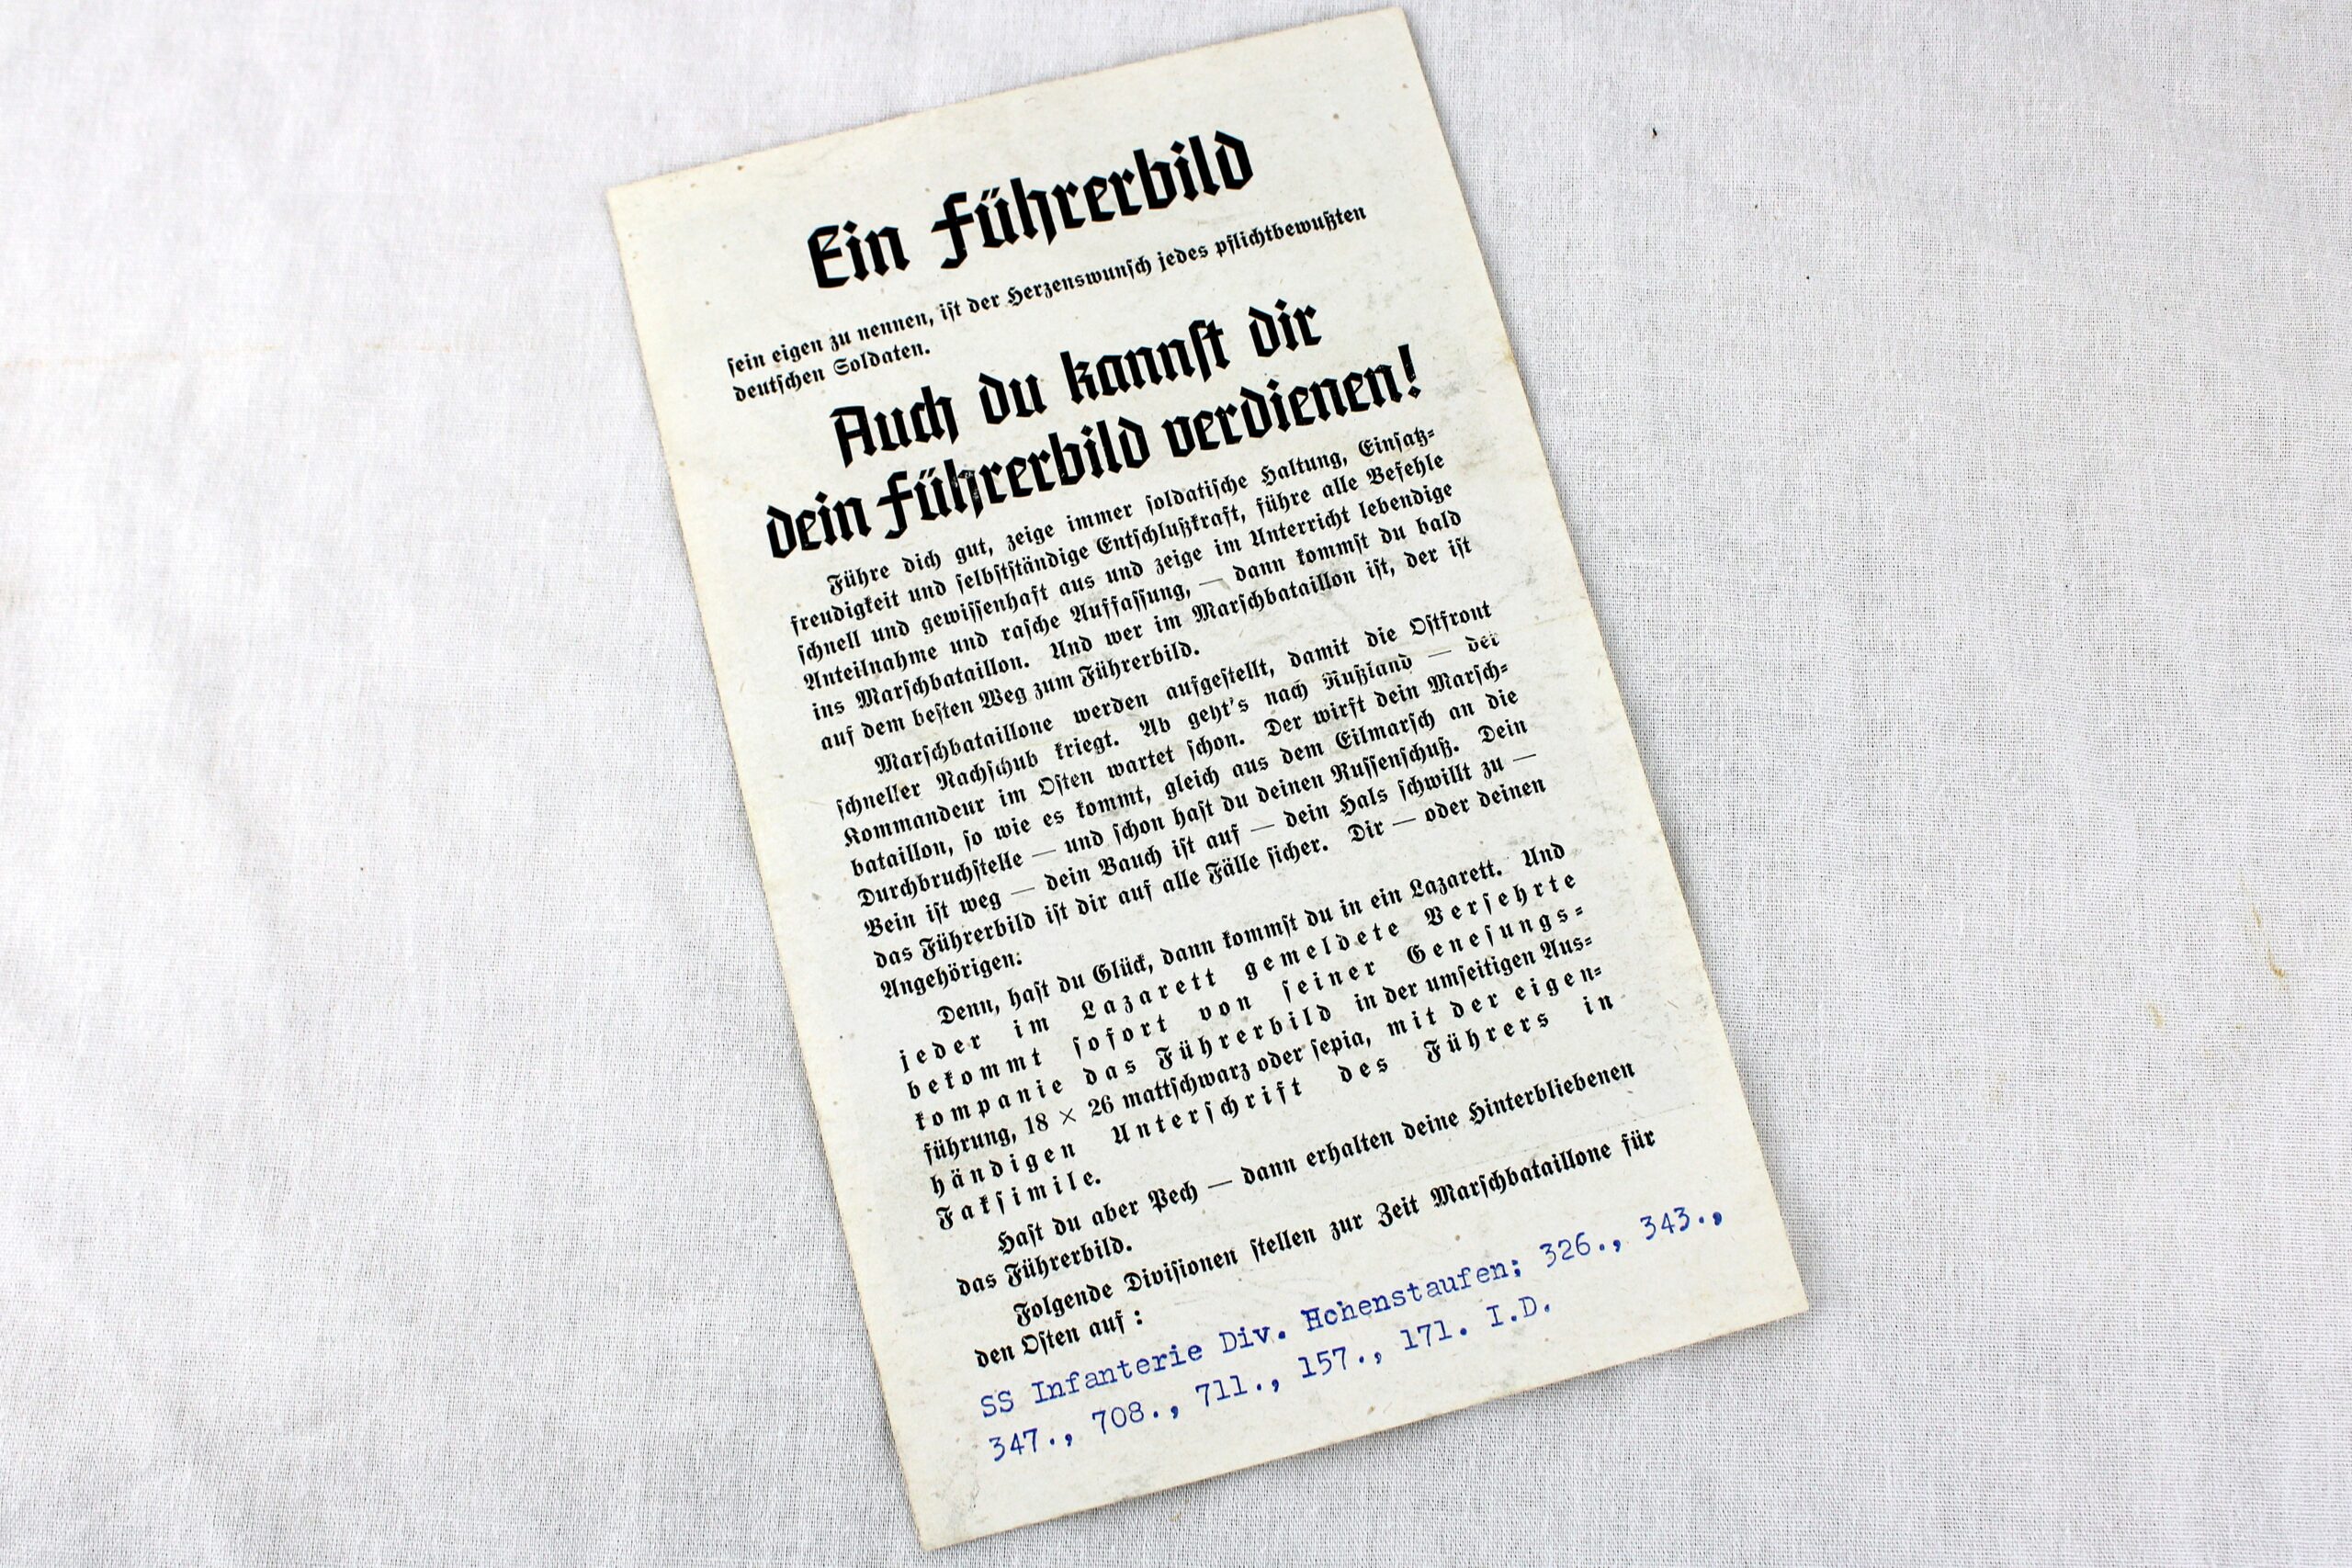 Ein Führerbild
sein eigen zu nennen, ist der Herzenswunsch jedes pflichtbewußten
deutschen Soldaten.
Auch du kannst dir
dein Führerbild verdienen!
Führe dich gut, zeige immer soldatische Haltung, Einsatz-
freudigkeit und selbstständige Entschlußkraft, führe alle Befehle
schnell und gewissenhaft aus und zeige im Unterricht lebendige
Anteilnahme und rasche Auffassung, — dann kommst du bald
ins Marschbataillon. Und wer im Marschbataillon ist, der ist
auf dem besten Weg zum Führerbild.
Marschbataillone werden aufgestellt, damit die Ostfront
schneller Nachschub kriegt. Ab geht's nach Rußland — der
Kommandeur im Osten wartet schon. Der wirft dein Marsch-
bataillon, so wie es kommt, gleich aus dem Eilmarsch an die
Durchbruchstelle — und schon hast du deinen Russenschuß. Dein
Bein ist weg — dein Bauch ist auf — dein Hals schwillt zu —
das Führerbild ist dir auf alle Fälle sicher. Dir — oder deinen
Angehörigen:
Denn, hast du Glück, dann kommst du in ein Lazarett. Und
jeder im Lazarett gemeldete Versehrte
bekommt sofort von seiner Genesungs-
kompanie das Führerbild in der umseitigen Aus-
führung, 18 × 26 mattschwarz oder sepia, mit der eigen-
händigen Unterschrift des Führers in
Faksimile.
Hast du aber Pech — dann erhalten deine Hinterbliebenen
das Führerbild.
Folgende Divisionen stellen zur Zeit Marschbataillone für
den Osten auf :
SS Infanterie Div. Hohenstaufen; 326., 343.,
347., 708., 711., 157., 171. I.D.